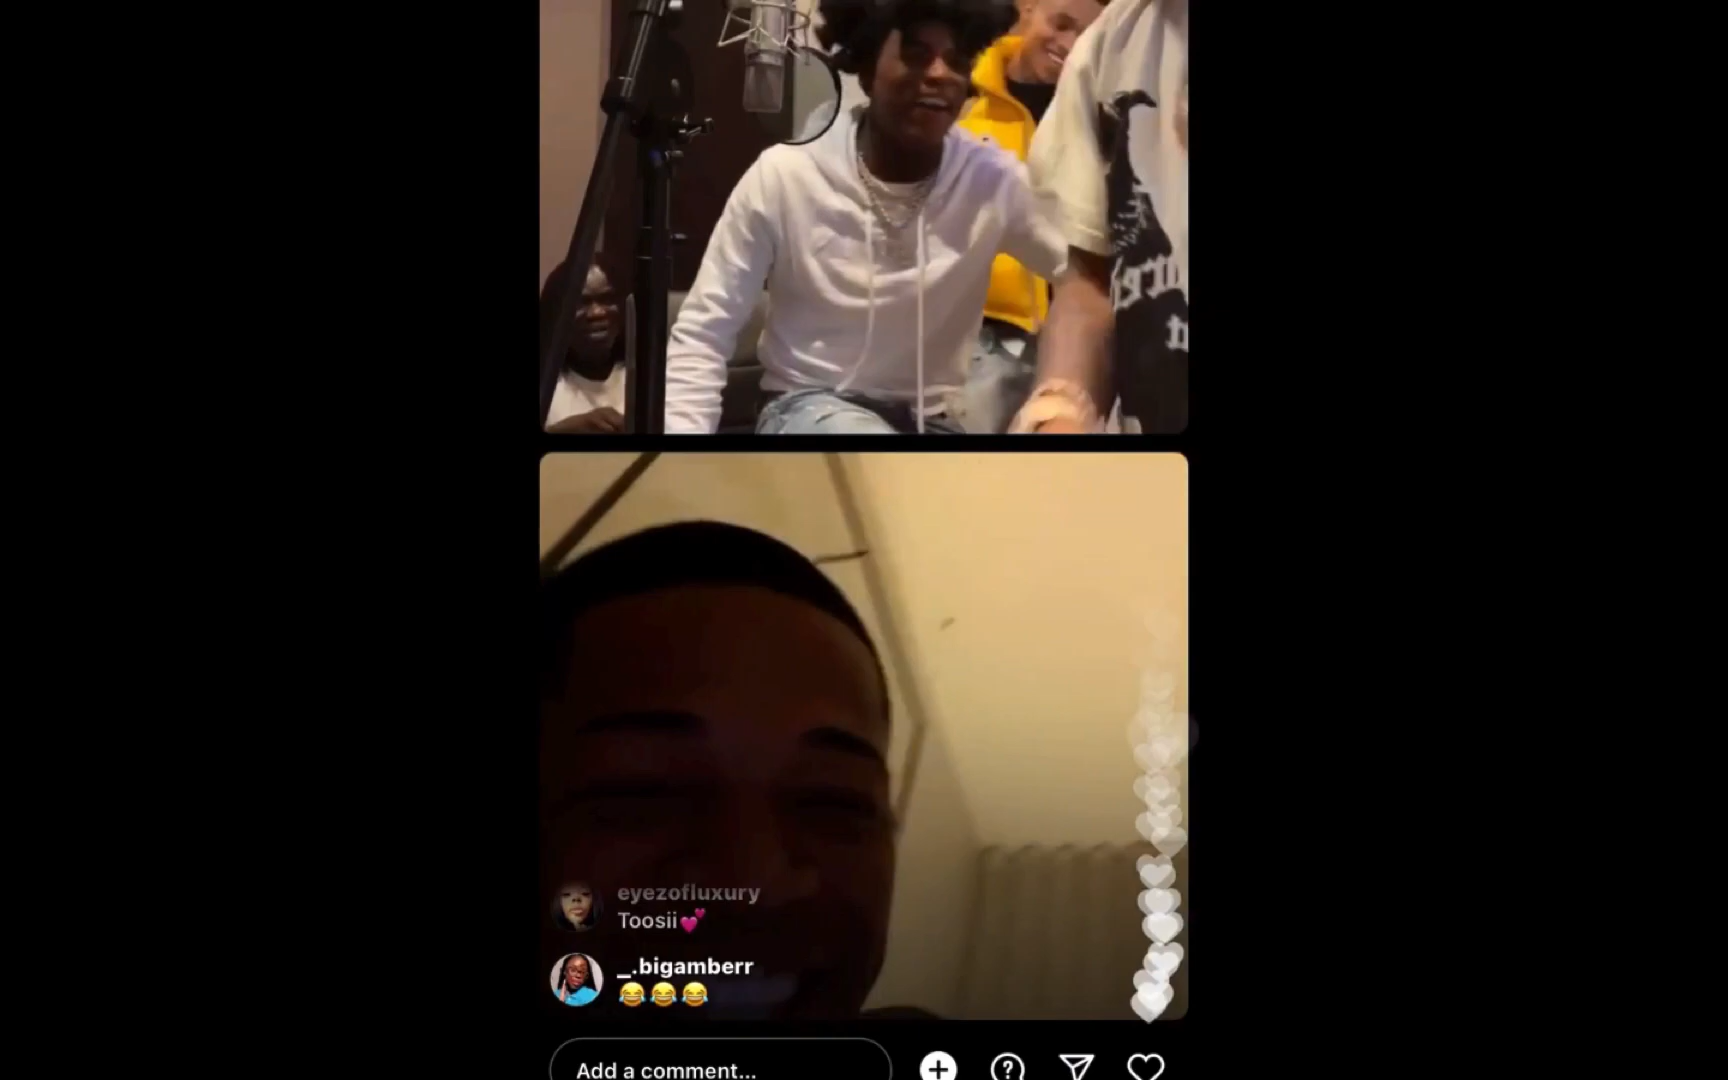 eyezofluxury
Toosii💕
_.bigamberr
😂😂😂
Add a comment...